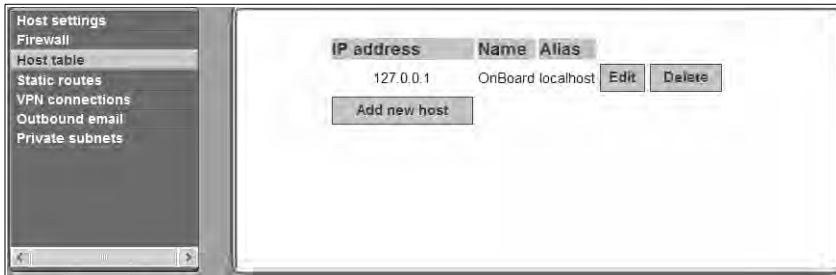 Host settings
Firewall
Host table
Static routes
VPN connections
Outbound email
Private subnets
IP address Name Alias
127.0.0.1 OnBoard localhost Edit Delete
Add new host